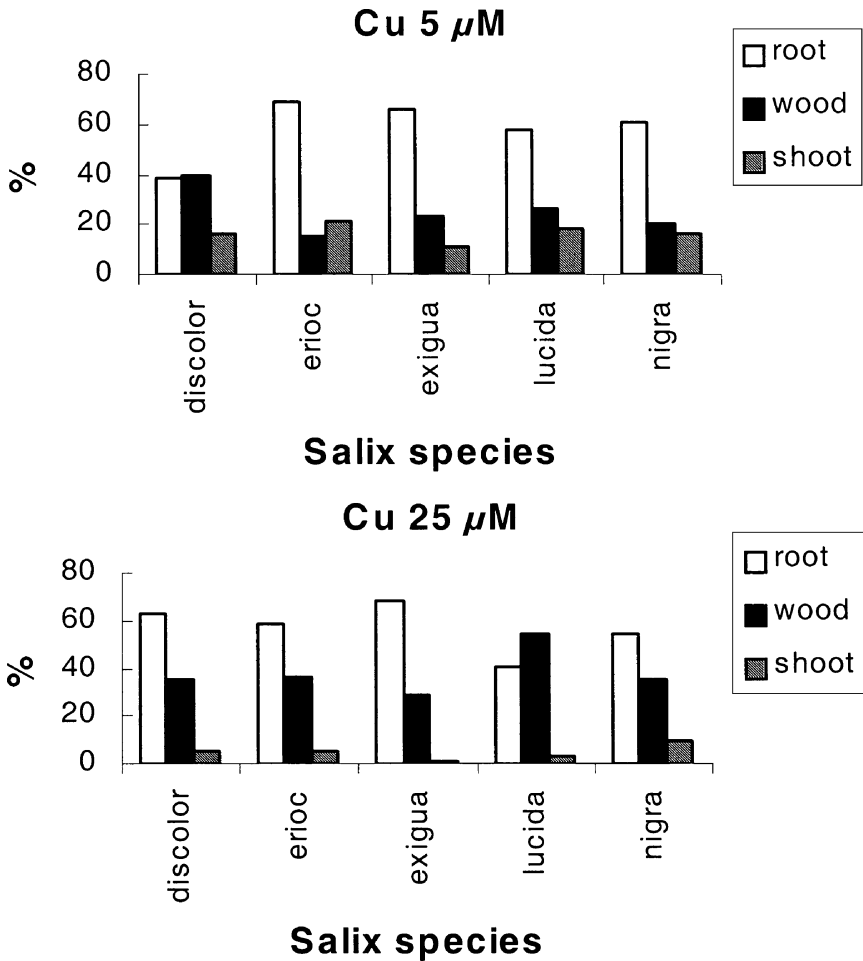 Cu 5 µM
root
wood
shoot
80
60
40
20
0
%
discolor
erioc
exigua
lucida
nigra
Salix species
Cu 25 µM
root
wood
shoot
80
60
40
20
0
%
discolor
erioc
exigua
lucida
nigra
Salix species